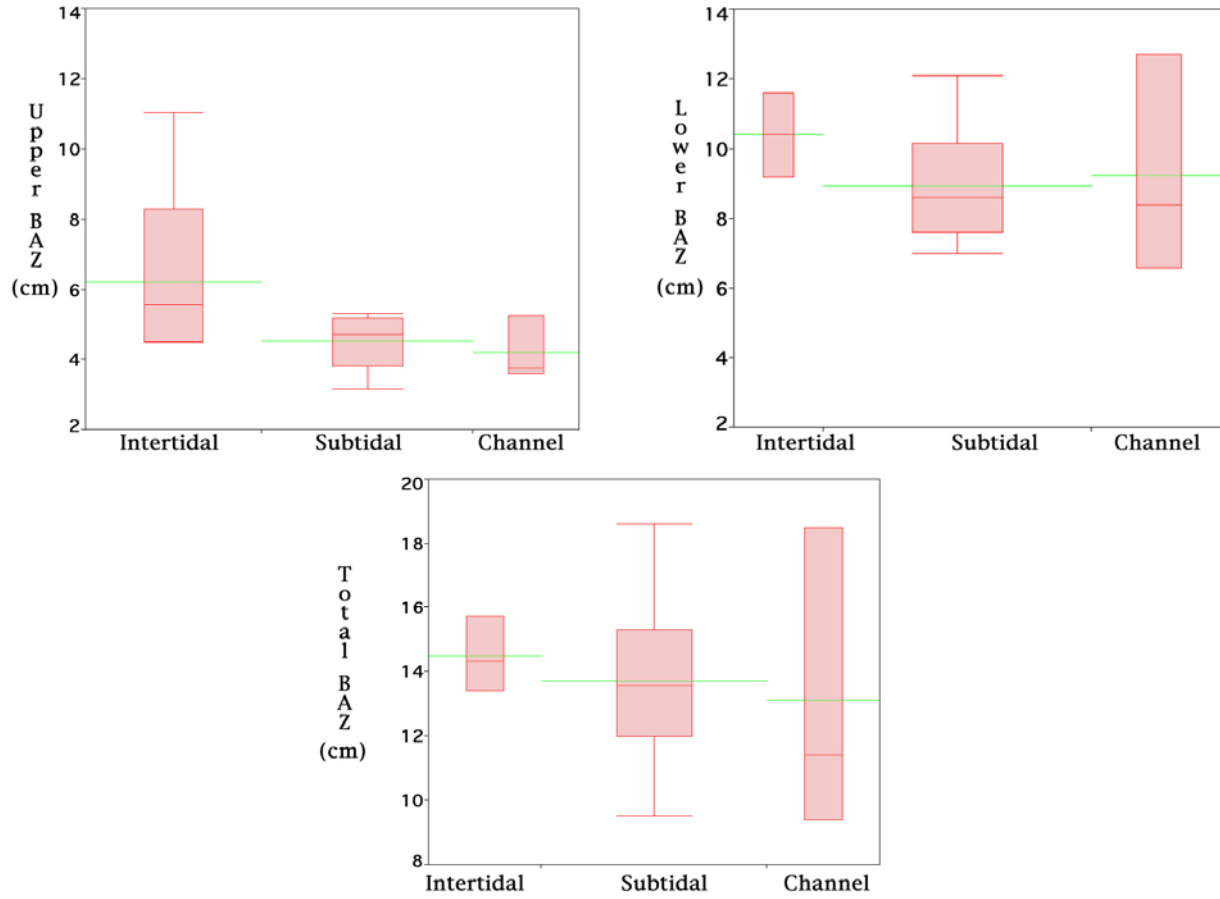 14
12
10
8
6
4
2
Upper BAZ
(cm)
Intertidal Subtidal Channel
14
12
10
8
6
4
2
Lower BAZ
(cm)
Intertidal Subtidal Channel
20
18
16
14
12
10
8
Total BAZ
(cm)
Intertidal Subtidal Channel